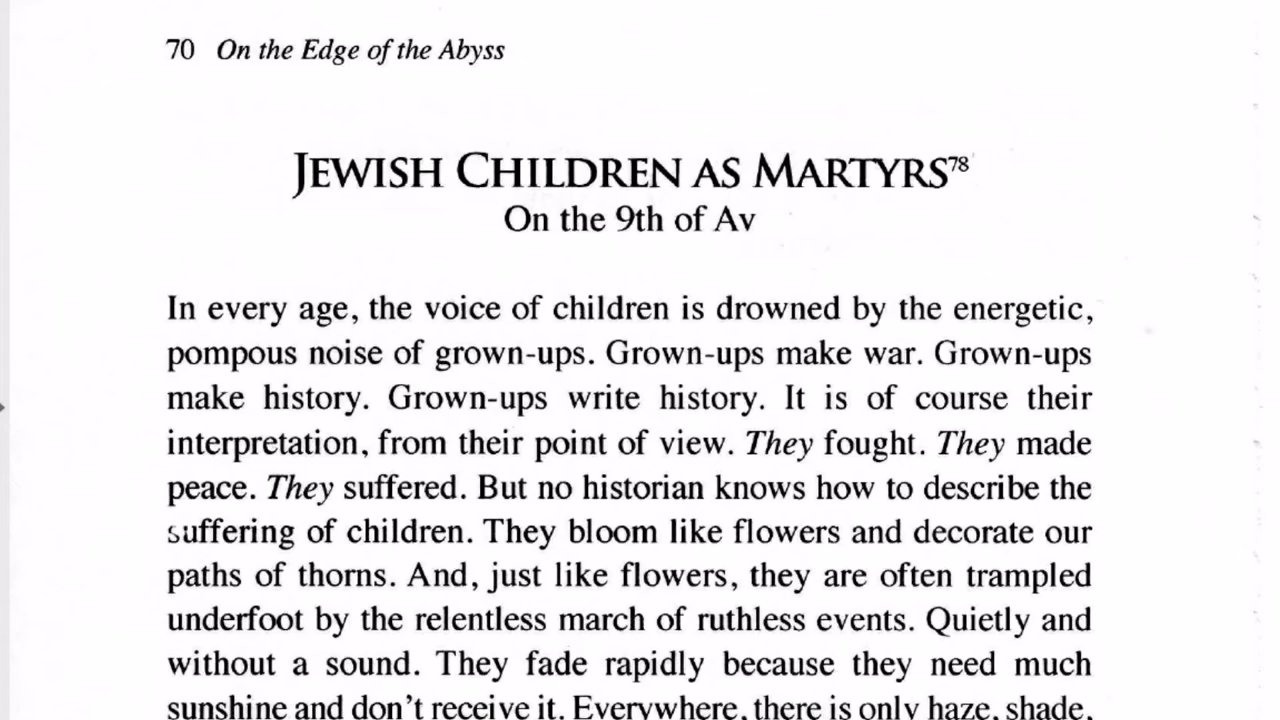 70 On the Edge of the Abyss
JEWISH CHILDREN AS MARTYRS78
On the 9th of Av
In every age, the voice of children is drowned by the energetic,
pompous noise of grown-ups. Grown-ups make war. Grown-ups
make history. Grown-ups write history. It is of course their
interpretation, from their point of view. They fought. They made
peace. They suffered. But no historian knows how to describe the
suffering of children. They bloom like flowers and decorate our
paths of thorns. And, just like flowers, they are often trampled
underfoot by the relentless march of ruthless events. Quietly and
without a sound. They fade rapidly because they need much
sunshine and don't receive it. Everywhere, there is only haze, shade,